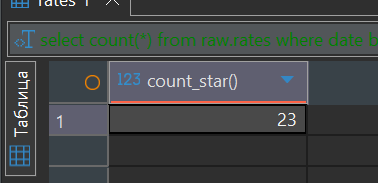 rates 1
select count(*) from raw.rates where date b
Таблица
123 count_star()
1
23